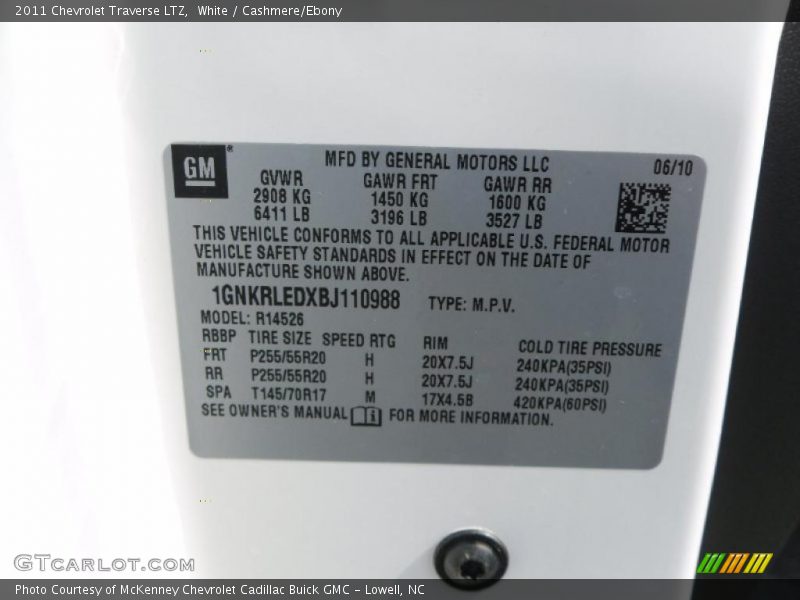 2011 Chevrolet Traverse LTZ,  White / Cashmere/Ebony
GM®
MFD BY GENERAL MOTORS LLC 06/10
GVWR GAWR FRT GAWR RR
2908 KG 1450 KG 1600 KG
6411 LB 3196 LB 3527 LB
THIS VEHICLE CONFORMS TO ALL APPLICABLE U.S. FEDERAL MOTOR
VEHICLE SAFETY STANDARDS IN EFFECT ON THE DATE OF
MANUFACTURE SHOWN ABOVE.
1GNKRLEDXBJ110988 TYPE: M.P.V.
MODEL: R14526
RBBP TIRE SIZE SPEED RTG RIM COLD TIRE PRESSURE
FRT P255/55R20 H 20X7.5J 240KPA(35PSI)
RR P255/55R20 H 20X7.5J 240KPA(35PSI)
SPA T145/70R17 M 17X4.5B 420KPA(60PSI)
SEE OWNER'S MANUAL i FOR MORE INFORMATION.
GTCARLOT.COM
Photo Courtesy of McKenney Chevrolet Cadillac Buick GMC - Lowell, NC